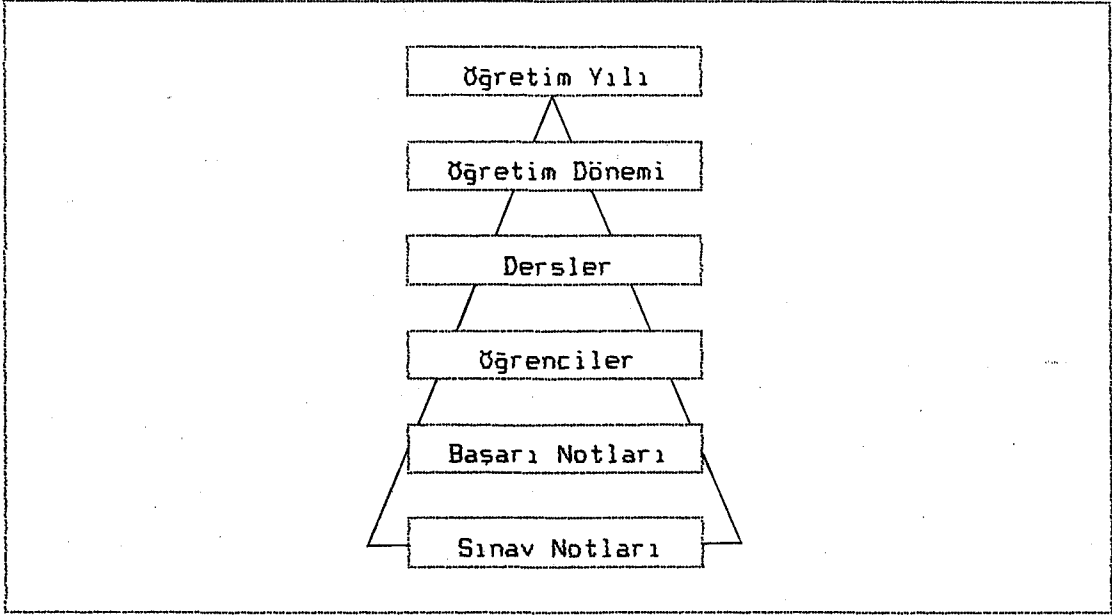 Öğretim Yılı
Öğretim Dönemi
Dersler
Öğrenciler
Başarı Notları
Sınav Notları